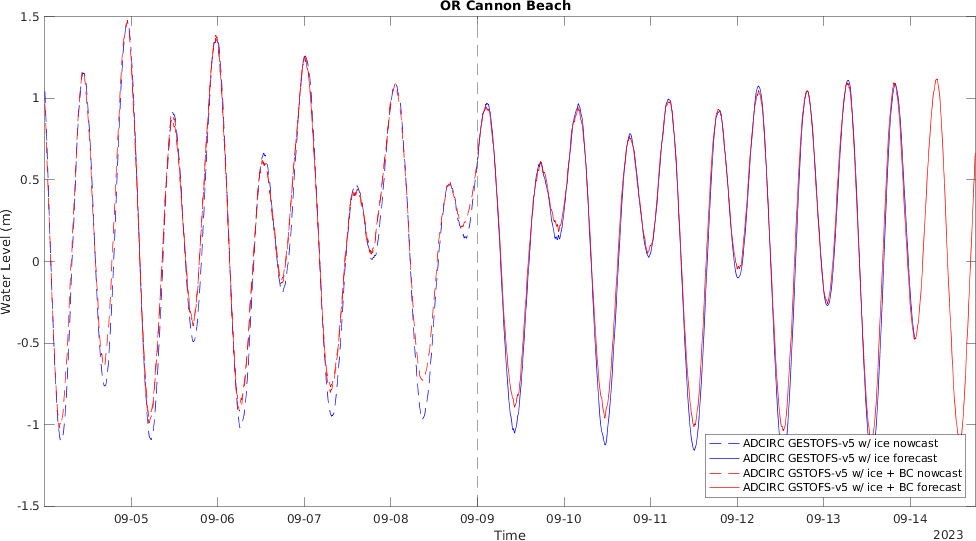 OR Cannon Beach
Water Level (m)
1.5
1
0.5
0
-0.5
-1
-1.5
ADCIRC GESTOFS-v5 w/ ice nowcast
ADCIRC GESTOFS-v5 w/ ice forecast
ADCIRC GSTOFS-v5 w/ ice + BC nowcast
ADCIRC GSTOFS-v5 w/ ice + BC forecast
09-05 09-06 09-07 09-08 09-09 09-10 09-11 09-12 09-13 09-14
Time
2023